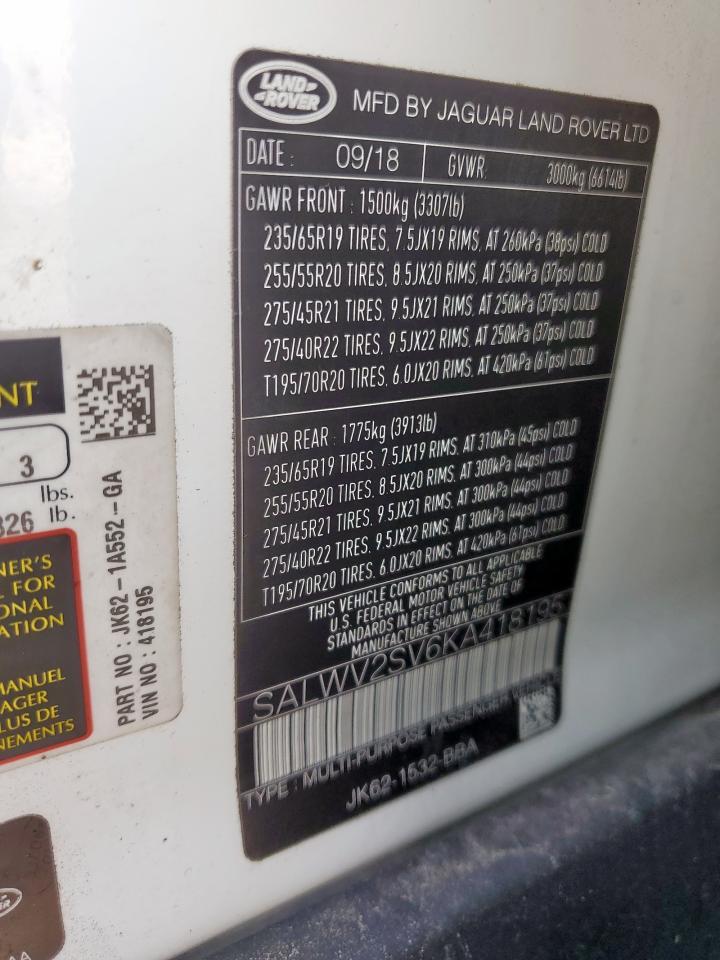 LAND
ROVER
MFD BY JAGUAR LAND ROVER LTD
DATE : 09/18 GVWR: 3000kg (6614lb)
GAWR FRONT : 1500kg (3307lb)
235/65R19 TIRES, 7.5JX19 RIMS, AT 260kPa (38psi) COLD
255/55R20 TIRES, 8.5JX20 RIMS, AT 250kPa (37psi) COLD
275/45R21 TIRES, 9.5JX21 RIMS, AT 250kPa (37psi) COLD
275/40R22 TIRES, 9.5JX22 RIMS, AT 250kPa (37psi) COLD
T195/70R20 TIRES, 6.0JX20 RIMS, AT 420kPa (61psi) COLD
GAWR REAR : 1775kg (3913lb)
235/65R19 TIRES, 7.5JX19 RIMS, AT 310kPa (45psi) COLD
255/55R20 TIRES, 8.5JX20 RIMS, AT 300kPa (44psi) COLD
275/45R21 TIRES, 9.5JX21 RIMS, AT 300kPa (44psi) COLD
275/40R22 TIRES, 9.5JX22 RIMS, AT 300kPa (44psi) COLD
T195/70R20 TIRES, 6.0JX20 RIMS, AT 420kPa (61psi) COLD
THIS VEHICLE CONFORMS TO ALL APPLICABLE
U.S. FEDERAL MOTOR VEHICLE SAFETY
STANDARDS IN EFFECT ON THE DATE OF
MANUFACTURE SHOWN ABOVE
SALWV2SV6KA418195
TYPE : MULTI-PURPOSE PASSENGER VEHICLE
JK62-1532-BBA
NT
3
lbs.
326 lb.
NER'S
L FOR
ONAL
ATION
MANUEL
AGER
LUS DE
NEMENTS
PART NO : JK62-1A552-GA
VIN NO : 418195
ROVER
AA